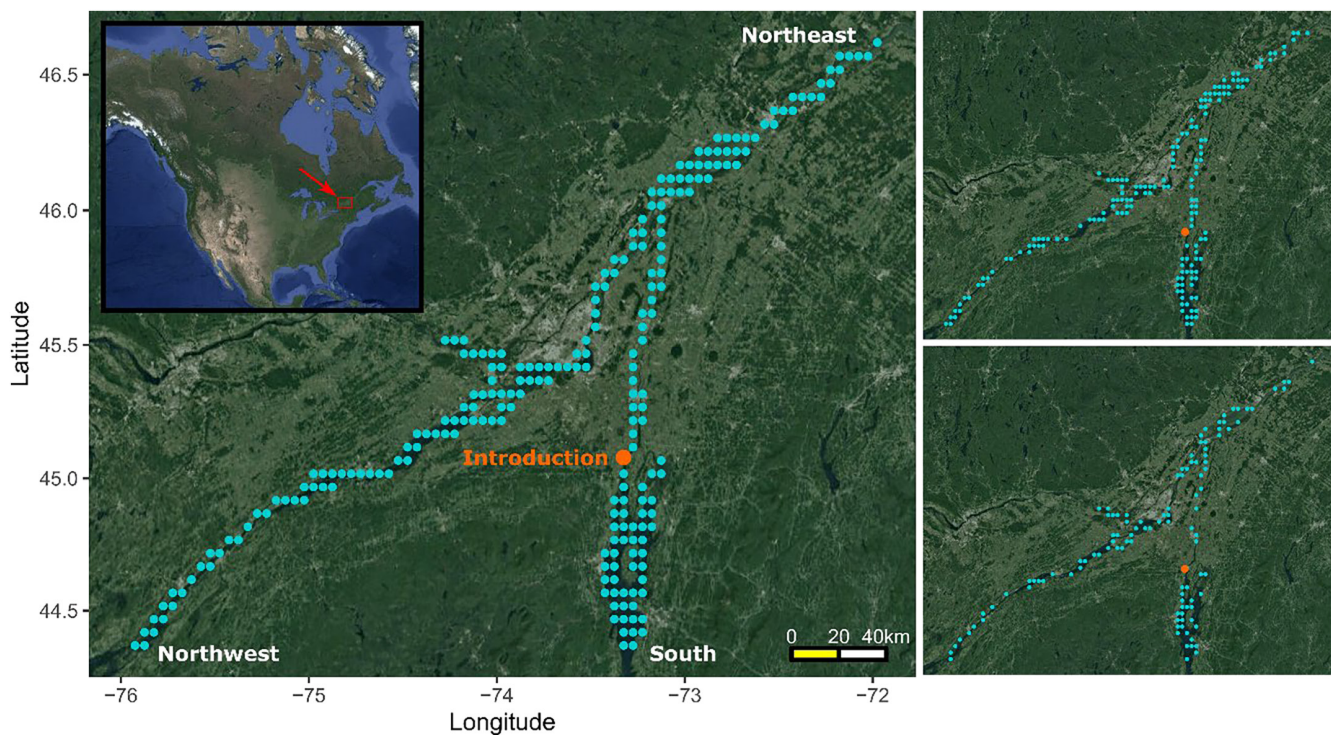 Northeast
46.5
46.0
45.5
45.0
44.5
Latitude
Introduction
Northwest
South
0 20 40km
−76 −75 −74 −73 −72
Longitude